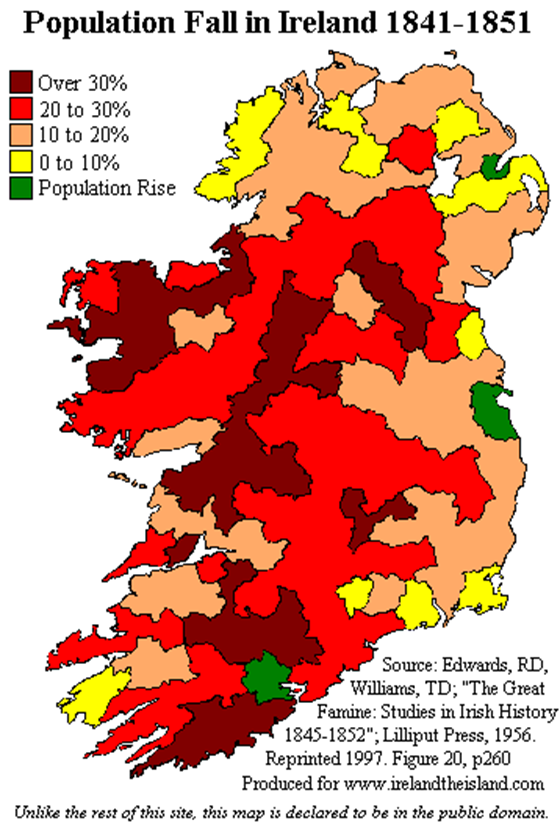 Population Fall in Ireland 1841-1851
Over 30%
20 to 30%
10 to 20%
0 to 10%
Population Rise
Source: Edwards, RD,
Williams, TD; "The Great
Famine: Studies in Irish History
1845-1852"; Lilliput Press, 1956.
Reprinted 1997. Figure 20, p260
Produced for www.irelandtheisland.com
Unlike the rest of this site, this map is declared to be in the public domain.